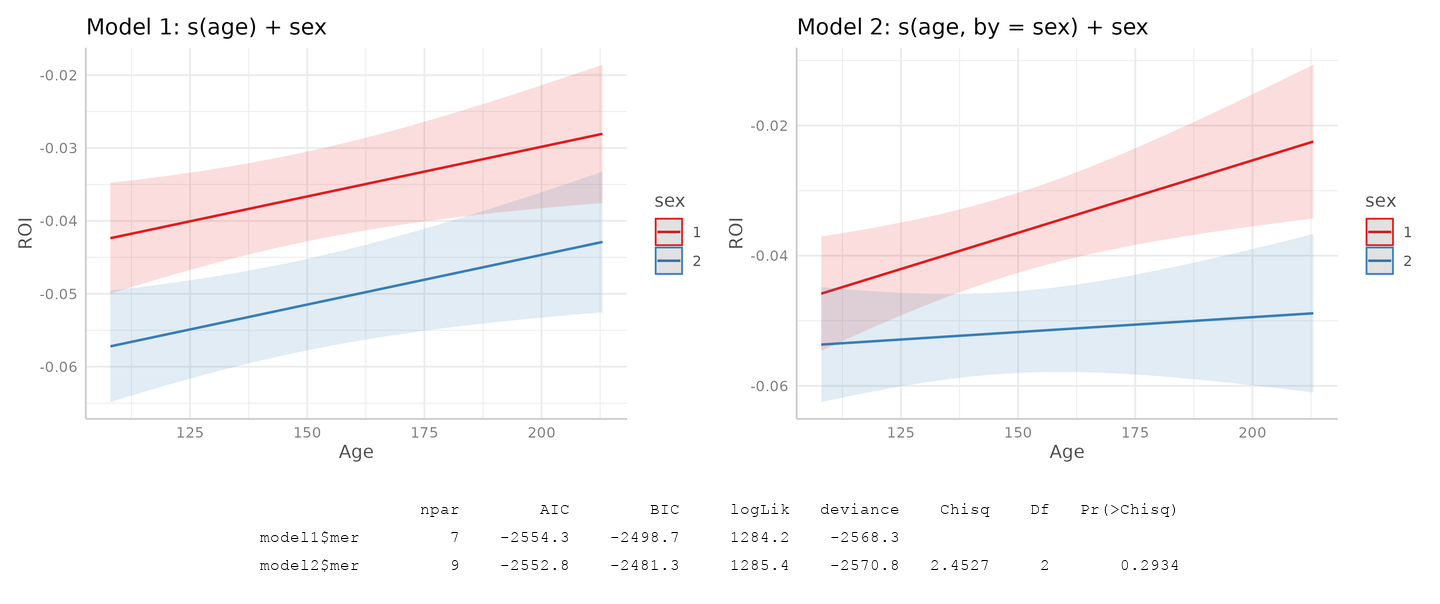 Model 1: s(age) + sex
-0.02
-0.03
-0.04
-0.05
-0.06
ROI
125 150 175 200
Age
sex
1
2
Model 2: s(age, by = sex) + sex
-0.02
-0.04
-0.06
ROI
125 150 175 200
Age
sex
1
2
npar AIC BIC logLik deviance Chisq Df Pr(>Chisq)
model1$mer 7 -2554.3 -2498.7 1284.2 -2568.3
model2$mer 9 -2552.8 -2481.3 1285.4 -2570.8 2.4527 2 0.2934